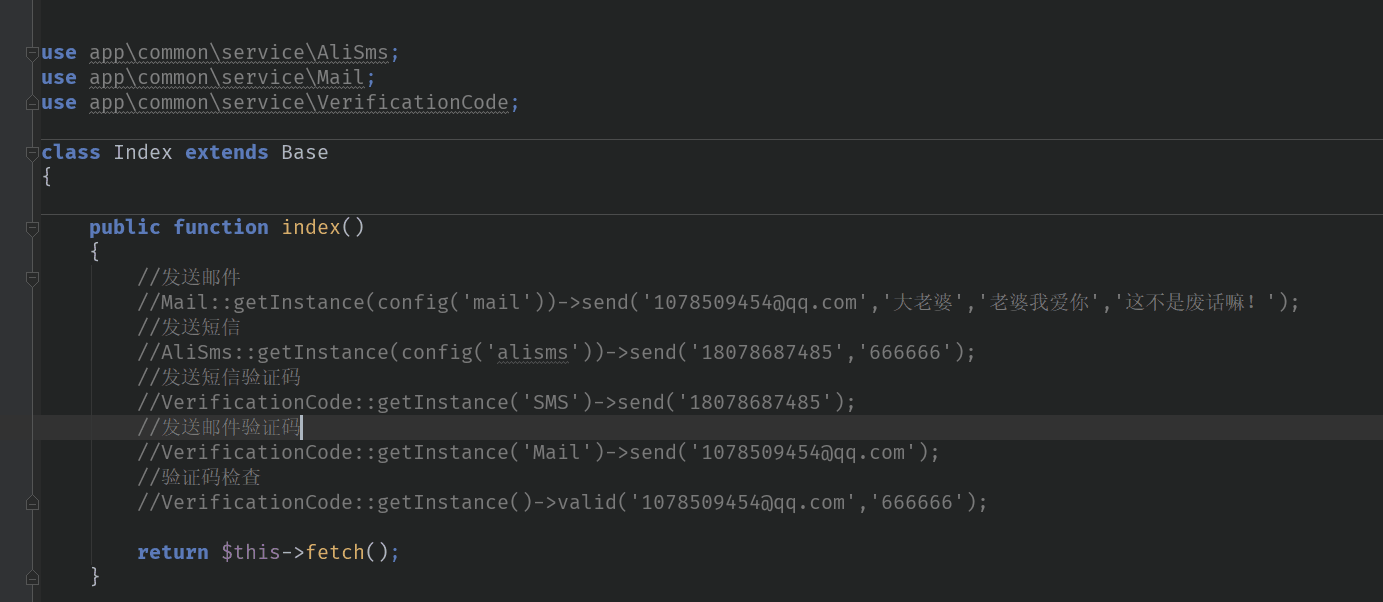 use app\common\service\AliSms;
use app\common\service\Mail;
use app\common\service\VerificationCode;
class Index extends Base
{
public function index()
{
//发送邮件
//Mail::getInstance(config('mail'))->send('1078509454@qq.com','大老婆','老婆我爱你','这不是废话嘛！');
//发送短信
//AliSms::getInstance(config('alisms'))->send('18078687485','666666');
//发送短信验证码
//VerificationCode::getInstance('SMS')->send('18078687485');
//发送邮件验证码
//VerificationCode::getInstance('Mail')->send('1078509454@qq.com');
//验证码检查
//VerificationCode::getInstance()->valid('1078509454@qq.com','666666');
return $this->fetch();
}